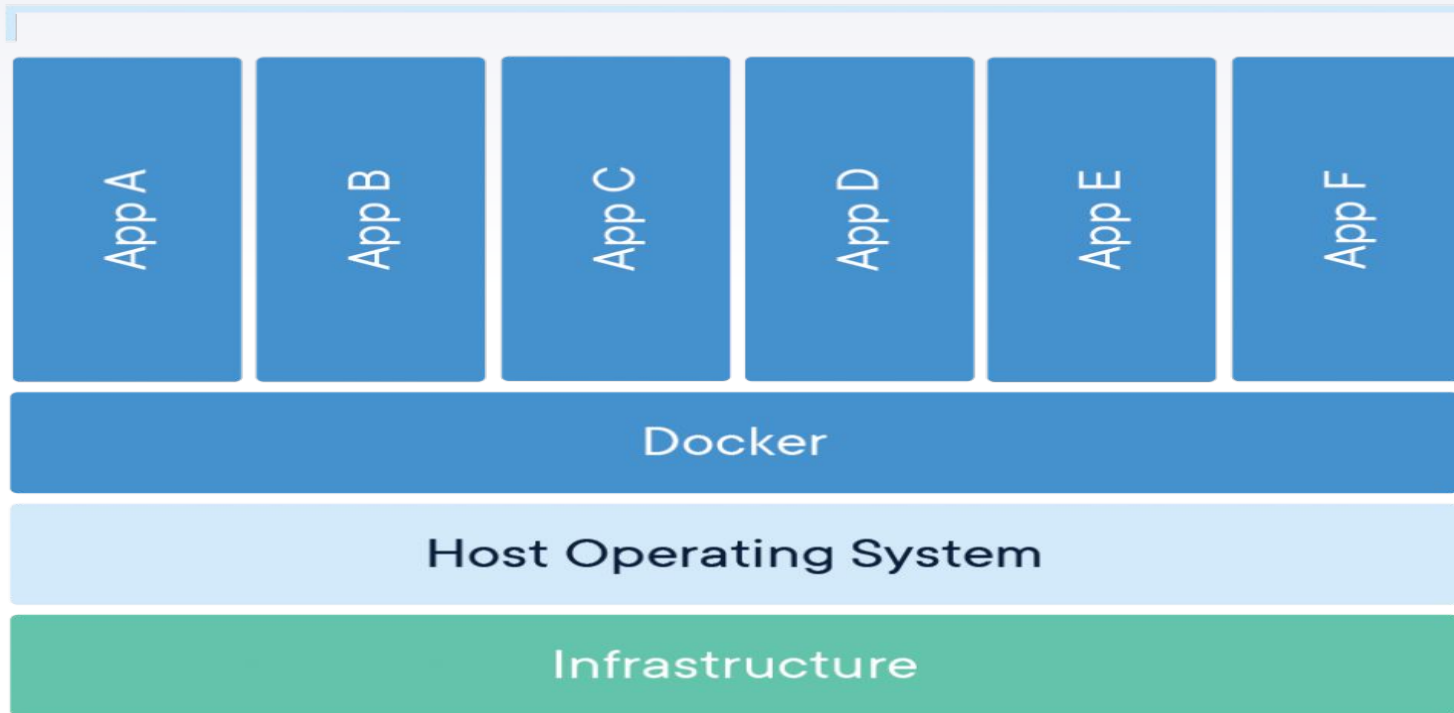 App A
App B
App C
App D
App E
App F
Docker
Host Operating System
Infrastructure